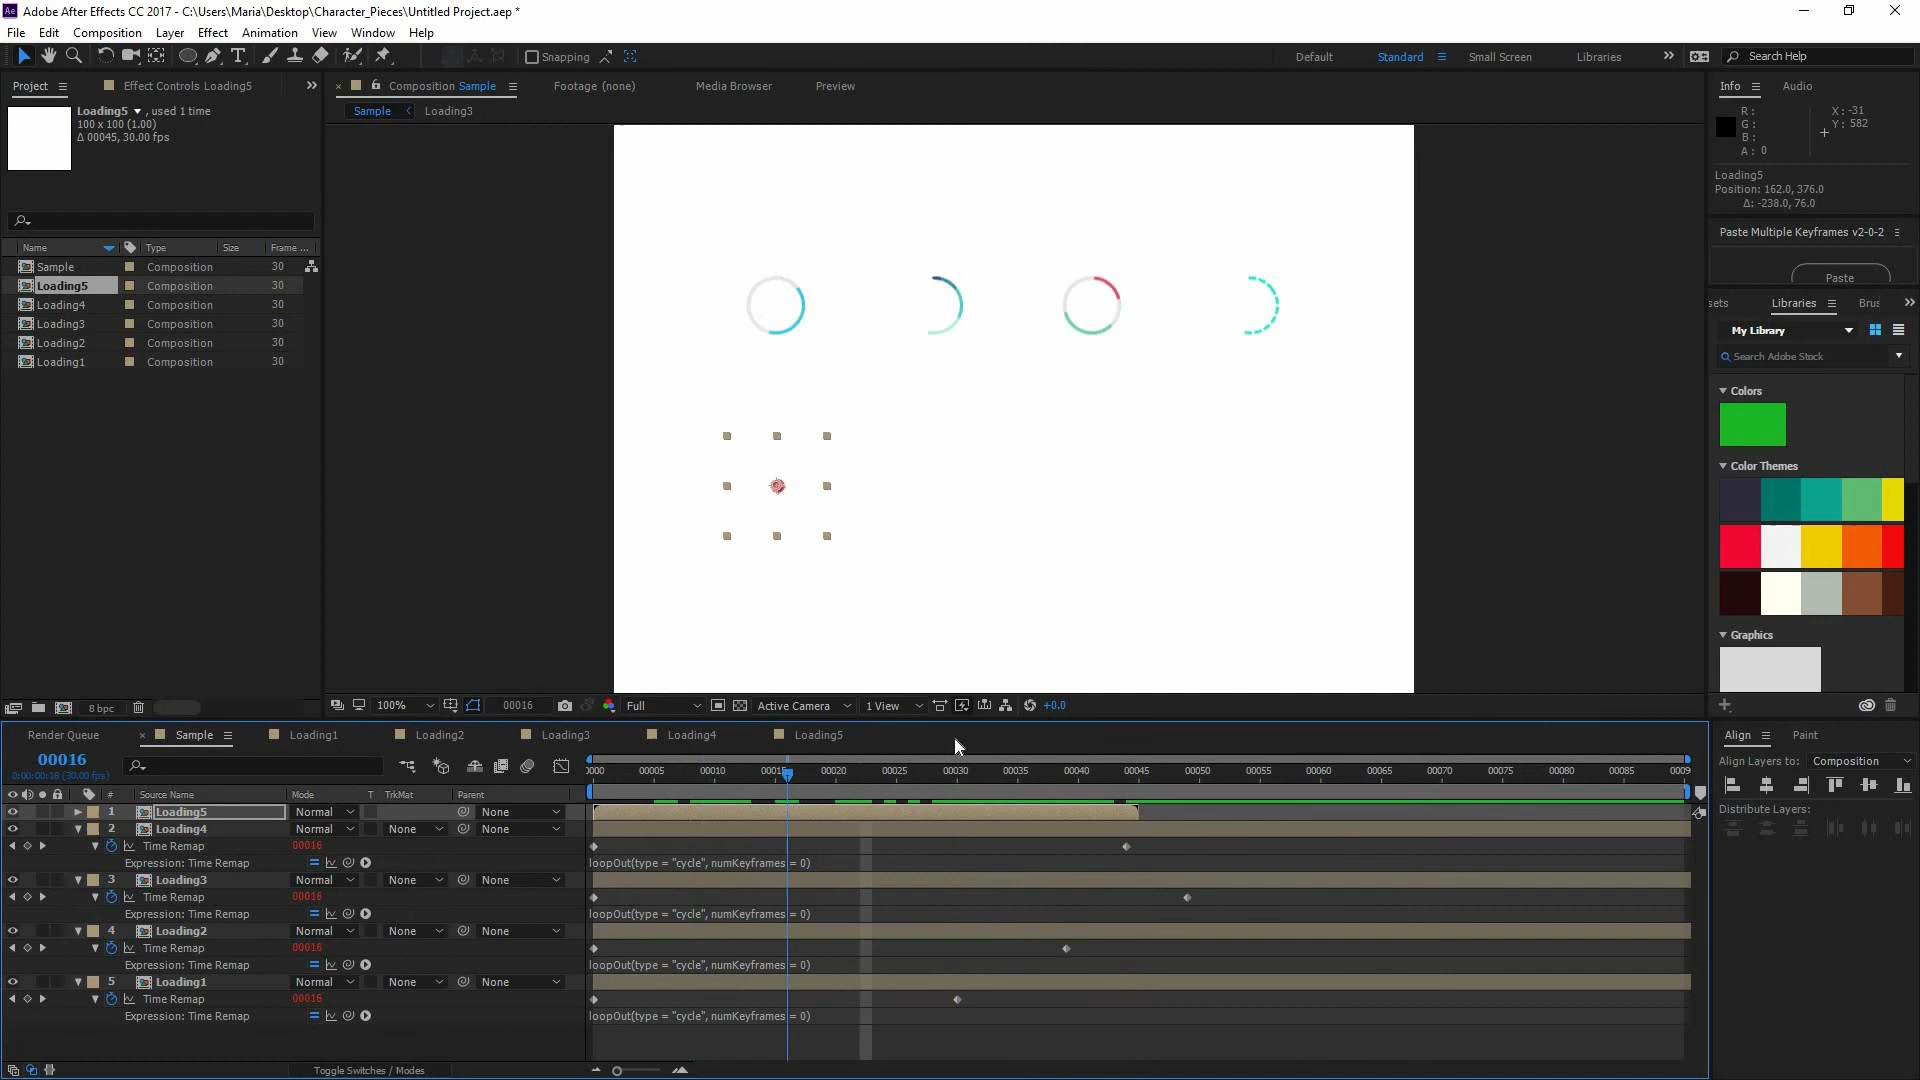 Adobe After Effects CC 2017 - C:\Users\Maria\Desktop\Character_Pieces\Untitled Project.aep *
File Edit Composition Layer Effect Animation View Window Help
Snapping
Default Standard Small Screen Libraries Search Help
Project Effect Controls Loading5
Composition Sample Footage (none) Media Browser Preview
Info Audio
Sample Loading3
Loading5 , used 1 time
100 x 100 (1.00)
Δ 00045, 30.00 fps
R :
G :
B :
A : 0
X : -31
Y : 582
Loading5
Position: 162.0, 376.0
Δ: -238.0, 76.0
Paste Multiple Keyframes v2-0-2
Paste
Name Type Size Frame ...
Sample Composition 30
Loading5 Composition 30
Loading4 Composition 30
Loading3 Composition 30
Loading2 Composition 30
Loading1 Composition 30
sets Libraries Brus
My Library
Search Adobe Stock
Colors
Color Themes
Graphics
8 bpc
100% 00016 Full Active Camera 1 View +0.0
Render Queue Sample Loading1 Loading2 Loading3 Loading4 Loading5
00016
0:00:00:16 (30.00 fps)
0000 00005 00010 00015 00020 00025 00030 00035 00040 00045 00050 00055 00060 00065 00070 00075 00080 00085 0009
# Source Name Mode T TrkMat Parent
1 Loading5 Normal None
2 Loading4 Normal None None
Time Remap 00016
Expression: Time Remap loopOut(type = "cycle", numKeyframes = 0)
3 Loading3 Normal None None
Time Remap 00016
Expression: Time Remap loopOut(type = "cycle", numKeyframes = 0)
4 Loading2 Normal None None
Time Remap 00016
Expression: Time Remap loopOut(type = "cycle", numKeyframes = 0)
5 Loading1 Normal None None
Time Remap 00016
Expression: Time Remap loopOut(type = "cycle", numKeyframes = 0)
Toggle Switches / Modes
Align Paint
Align Layers to: Composition
Distribute Layers: